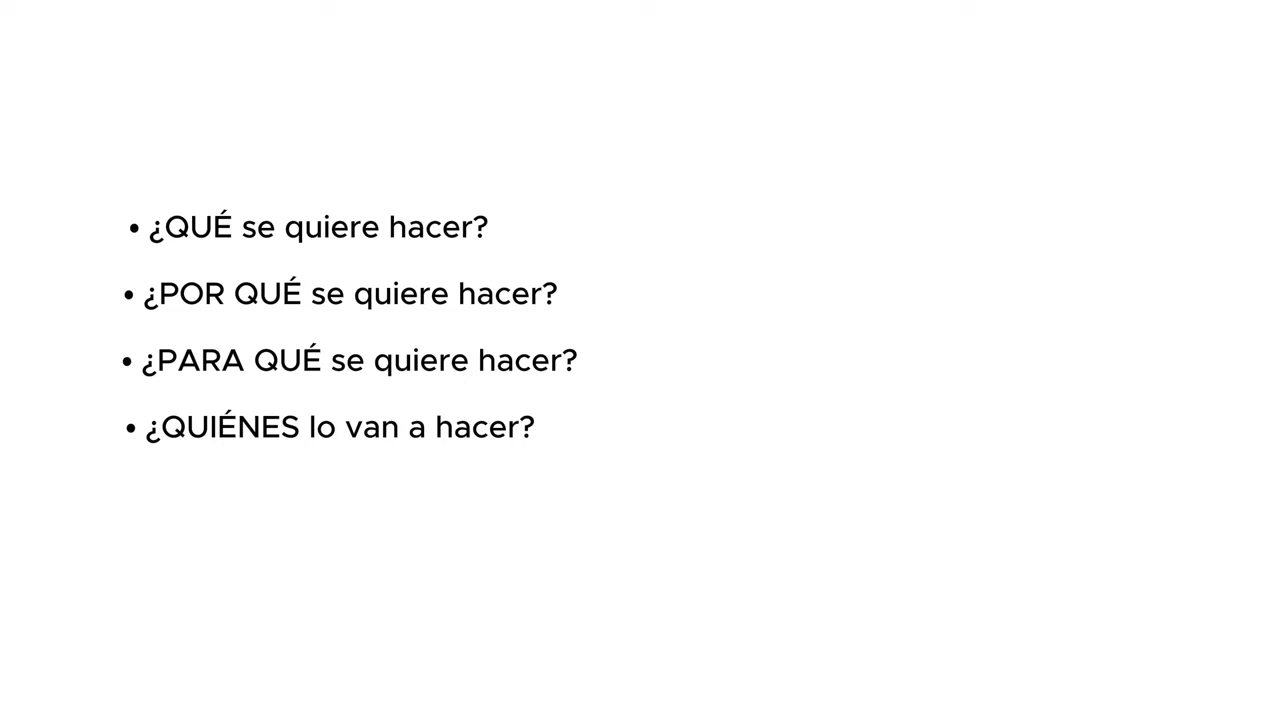 • ¿QUÉ se quiere hacer?
• ¿POR QUÉ se quiere hacer?
• ¿PARA QUÉ se quiere hacer?
• ¿QUIÉNES lo van a hacer?